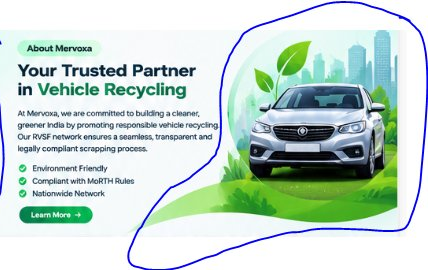 About Mervoxa
Your Trusted Partner
in Vehicle Recycling
At Mervoxa, we are committed to building a cleaner,
greener India by promoting responsible vehicle recycling.
Our RVSF network ensures a seamless, transparent and
legally compliant scrapping process.
Environment Friendly
Compliant with MoRTH Rules
Nationwide Network
Learn More →